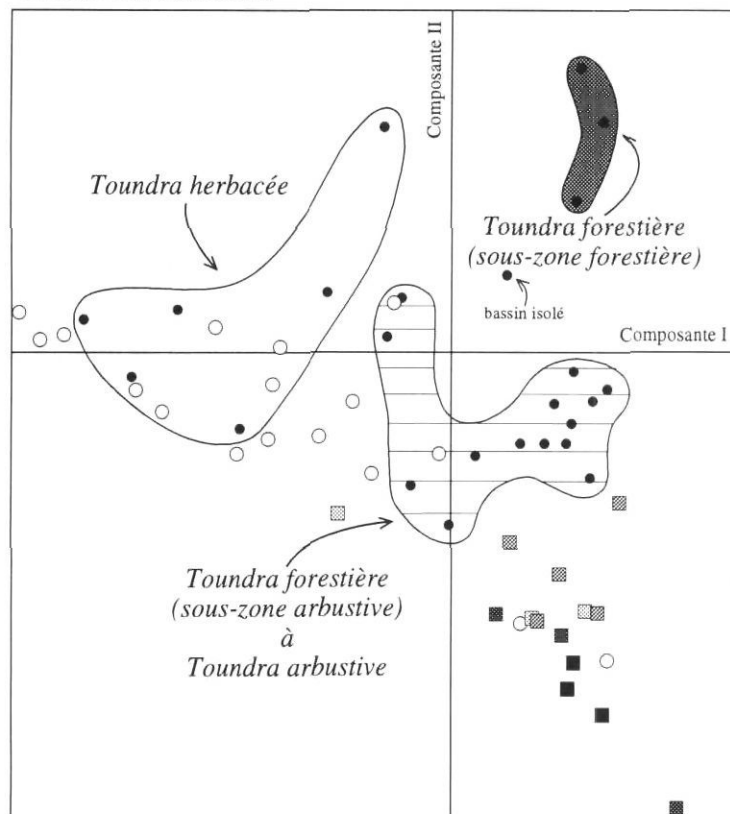 Composante II
Toundra herbacée
Toundra forestière
(sous-zone forestière)
bassin isolé
Composante I
Toundra forestière
(sous-zone arbustive)
à
Toundra arbustive